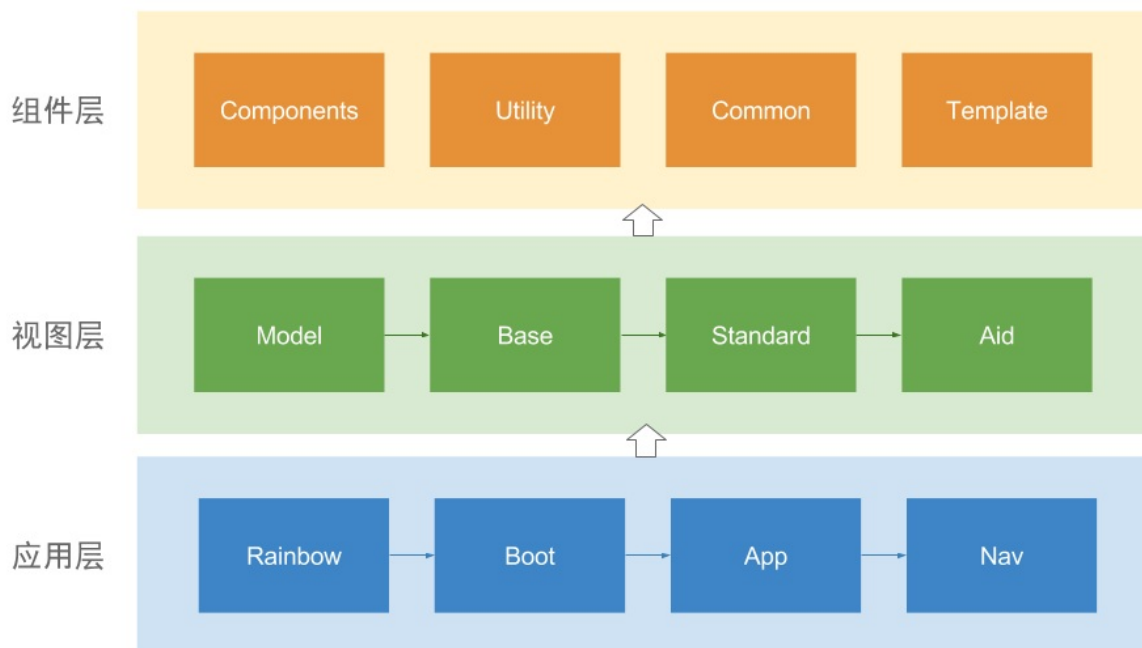 组件层
Components
Utility
Common
Template
视图层
Model
Base
Standard
Aid
应用层
Rainbow
Boot
App
Nav